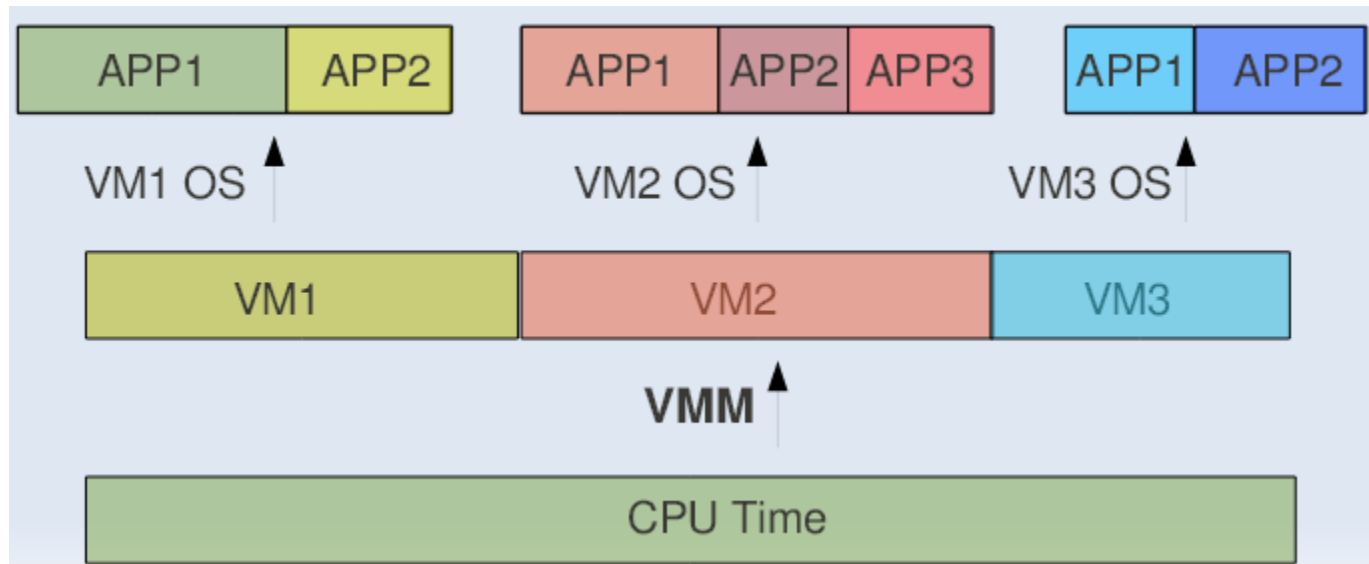 APP1 APP2 APP1 APP2 APP3 APP1 APP2
VM1 OS VM2 OS VM3 OS
VM1 VM2 VM3
VMM
CPU Time